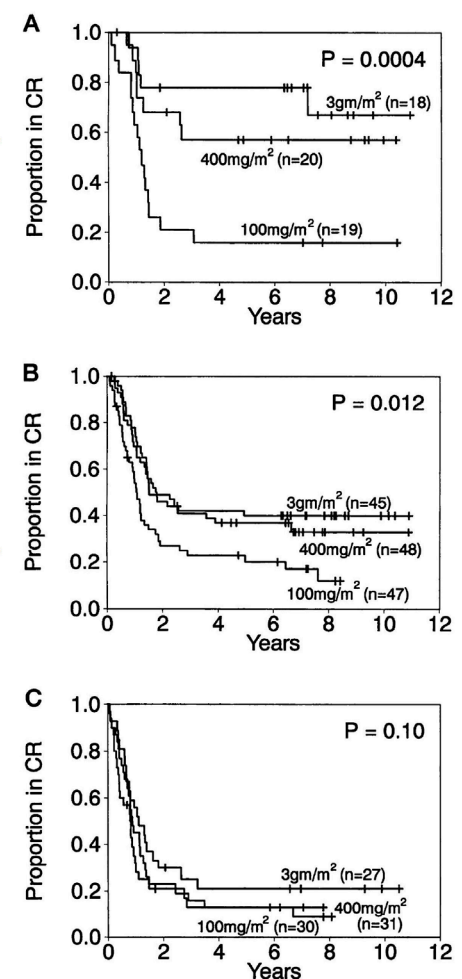 A
1.0
P = 0.0004
0.8
3gm/m² (n=18)
0.6
400mg/m² (n=20)
0.4
100mg/m² (n=19)
0.2
0.0
Proportion in CR
0 2 4 6 8 10 12
Years
B
1.0
P = 0.012
0.8
0.6
3gm/m² (n=45)
0.4
400mg/m² (n=48)
0.2
100mg/m² (n=47)
0.0
Proportion in CR
0 2 4 6 8 10 12
Years
C
1.0
P = 0.10
0.8
0.6
0.4
3gm/m² (n=27)
0.2
400mg/m²
(n=31)
100mg/m² (n=30)
0.0
Proportion in CR
0 2 4 6 8 10 12
Years